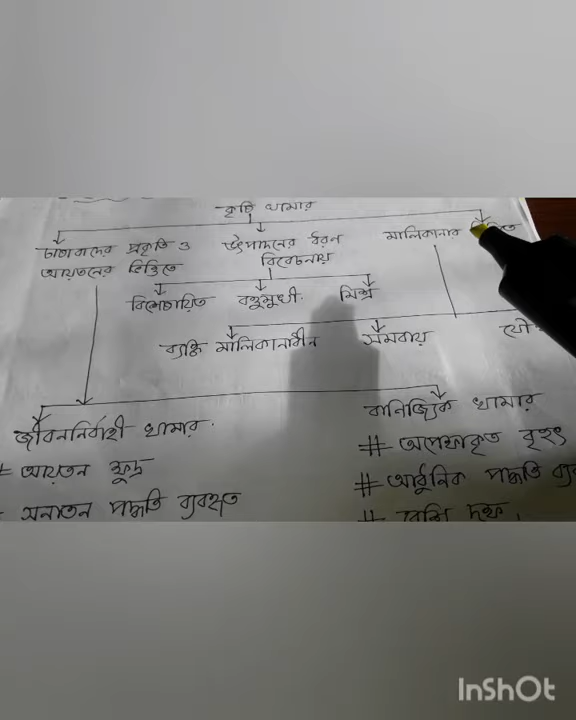 কৃষি খামার
চাষাবাদের প্রকৃতি ও
আয়তনের ভিত্তিতে
উৎপাদনের ধরন
বিবেচনায়
মালিকানার
বিশেষায়িত বহুমুখী মিশ্র
ব্যক্তি মালিকানাধীন সমবায়
জীবননির্বাহী খামার
# আয়তন ক্ষুদ্র
সনাতন পদ্ধতি ব্যবহৃত
বানিজ্যিক খামার
# অপেক্ষাকৃত বৃহৎ
# আধুনিক পদ্ধতি
# বেশি দক্ষ
InShOt